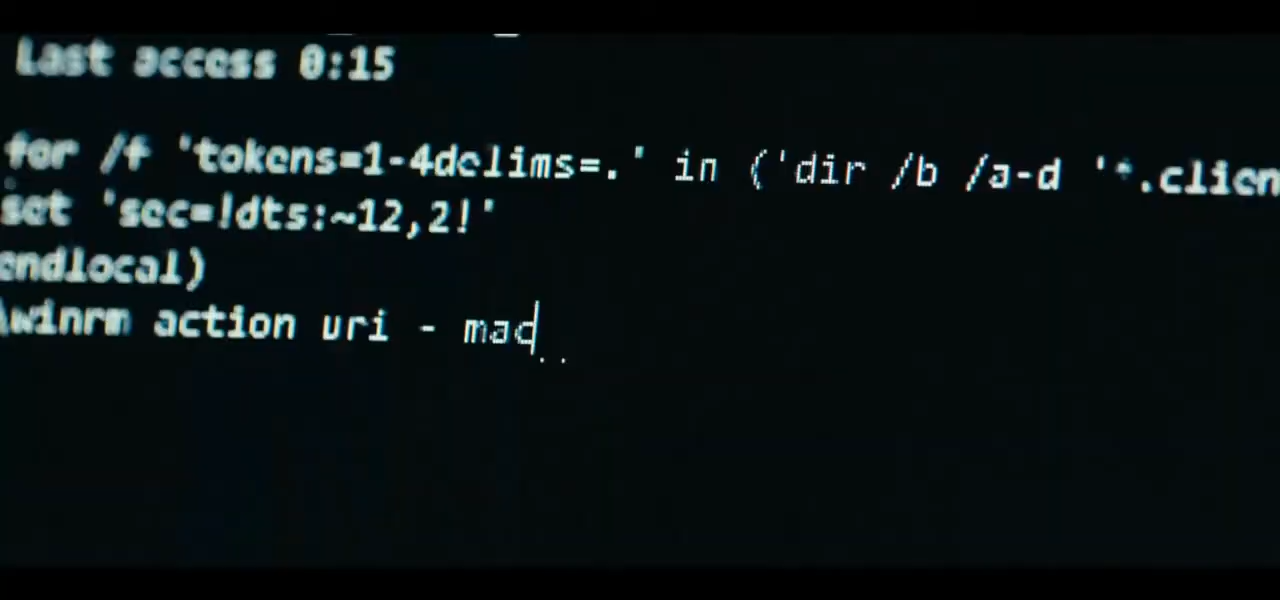 Last access 0:15
for /f 'tokens=1-4delims=.' in ('dir /b /a-d '*.clien
set 'sec=!dts:~12,2!'
endlocal)
\winrm action uri - mac